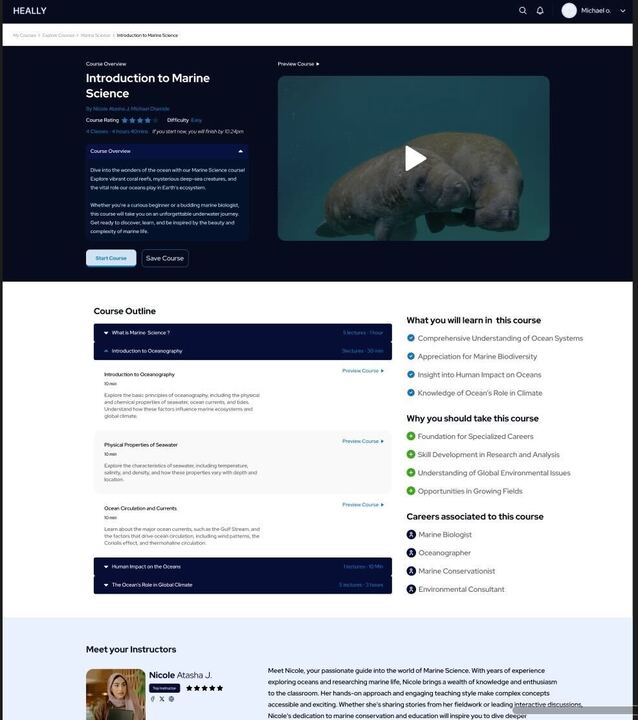 HEALLY
Michael o.
My Courses > Explore Courses > Marine Science > Introduction to Marine Science
Course Overview
Introduction to Marine
Science
By Nicole Atasha J, Michael Olamide
Course Rating
Difficulty Easy
4 Classes · 4 hours 40mins If you start now, you will finish by 10:24pm
Course Overview
Dive into the wonders of the ocean with our Marine Science course!
Explore vibrant coral reefs, mysterious deep-sea creatures, and
the vital role our oceans play in Earth's ecosystem.
Whether you're a curious beginner or a budding marine biologist,
this course will take you on an unforgettable underwater journey.
Get ready to discover, learn, and be inspired by the beauty and
complexity of marine life.
Start Course
Save Course
Preview Course
Course Outline
What is Marine Science ?
5 lectures · 1 hour
Introduction to Oceanography
3lectures · 30 min
Introduction to Oceanography
Preview Course
10 min
Explore the basic principles of oceanography, including the physical
and chemical properties of seawater, ocean currents, and tides.
Understand how these factors influence marine ecosystems and
global climate.
Physical Properties of Seawater
Preview Course
10 min
Explore the characteristics of seawater, including temperature,
salinity, and density, and how these properties vary with depth and
location.
Ocean Circulation and Currents
Preview Course
10 min
Learn about the major ocean currents, such as the Gulf Stream, and
the factors that drive ocean circulation, including wind patterns, the
Coriolis effect, and thermohaline circulation.
Human Impact on the Oceans
1 lectures · 10 Min
The Ocean's Role in Global Climate
5 lectures · 3 hours
What you will learn in this course
Comprehensive Understanding of Ocean Systems
Appreciation for Marine Biodiversity
Insight into Human Impact on Oceans
Knowledge of Ocean's Role in Climate
Why you should take this course
Foundation for Specialized Careers
Skill Development in Research and Analysis
Understanding of Global Environmental Issues
Opportunities in Growing Fields
Careers associated to this course
Marine Biologist
Oceanographer
Marine Conservationist
Environmental Consultant
Meet your Instructors
Nicole Atasha J.
Top Instructor
Meet Nicole, your passionate guide into the world of Marine Science. With years of experience
exploring oceans and researching marine life, Nicole brings a wealth of knowledge and enthusiasm
to the classroom. Her hands-on approach and engaging teaching style make complex concepts
accessible and exciting. Whether she's sharing stories from her fieldwork or leading interactive discussions,
Nicole's dedication to marine conservation and education will inspire you to dive deeper